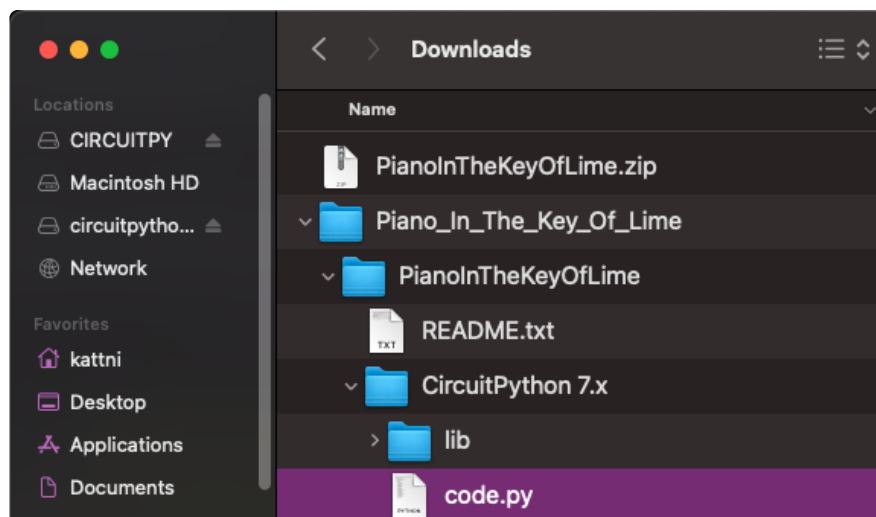 Locations
CIRCUITPY
Macintosh HD
circuitpytho...
Network
Favorites
kattni
Desktop
Applications
Documents
Downloads
Name
ZIP
PianoInTheKeyOfLime.zip
Piano_In_The_Key_Of_Lime
PianoInTheKeyOfLime
TXT
README.txt
CircuitPython 7.x
lib
PYTHON
code.py